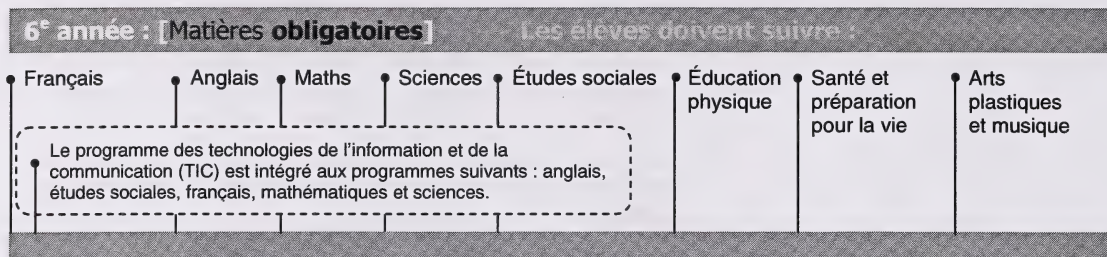 6e année : [Matières obligatoires] Les élèves doivent suivre :
Français
Anglais
Maths
Sciences
Études sociales
Éducation
physique
Santé et
préparation
pour la vie
Arts
plastiques
et musique
Le programme des technologies de l'information et de la
communication (TIC) est intégré aux programmes suivants : anglais,
études sociales, français, mathématiques et sciences.